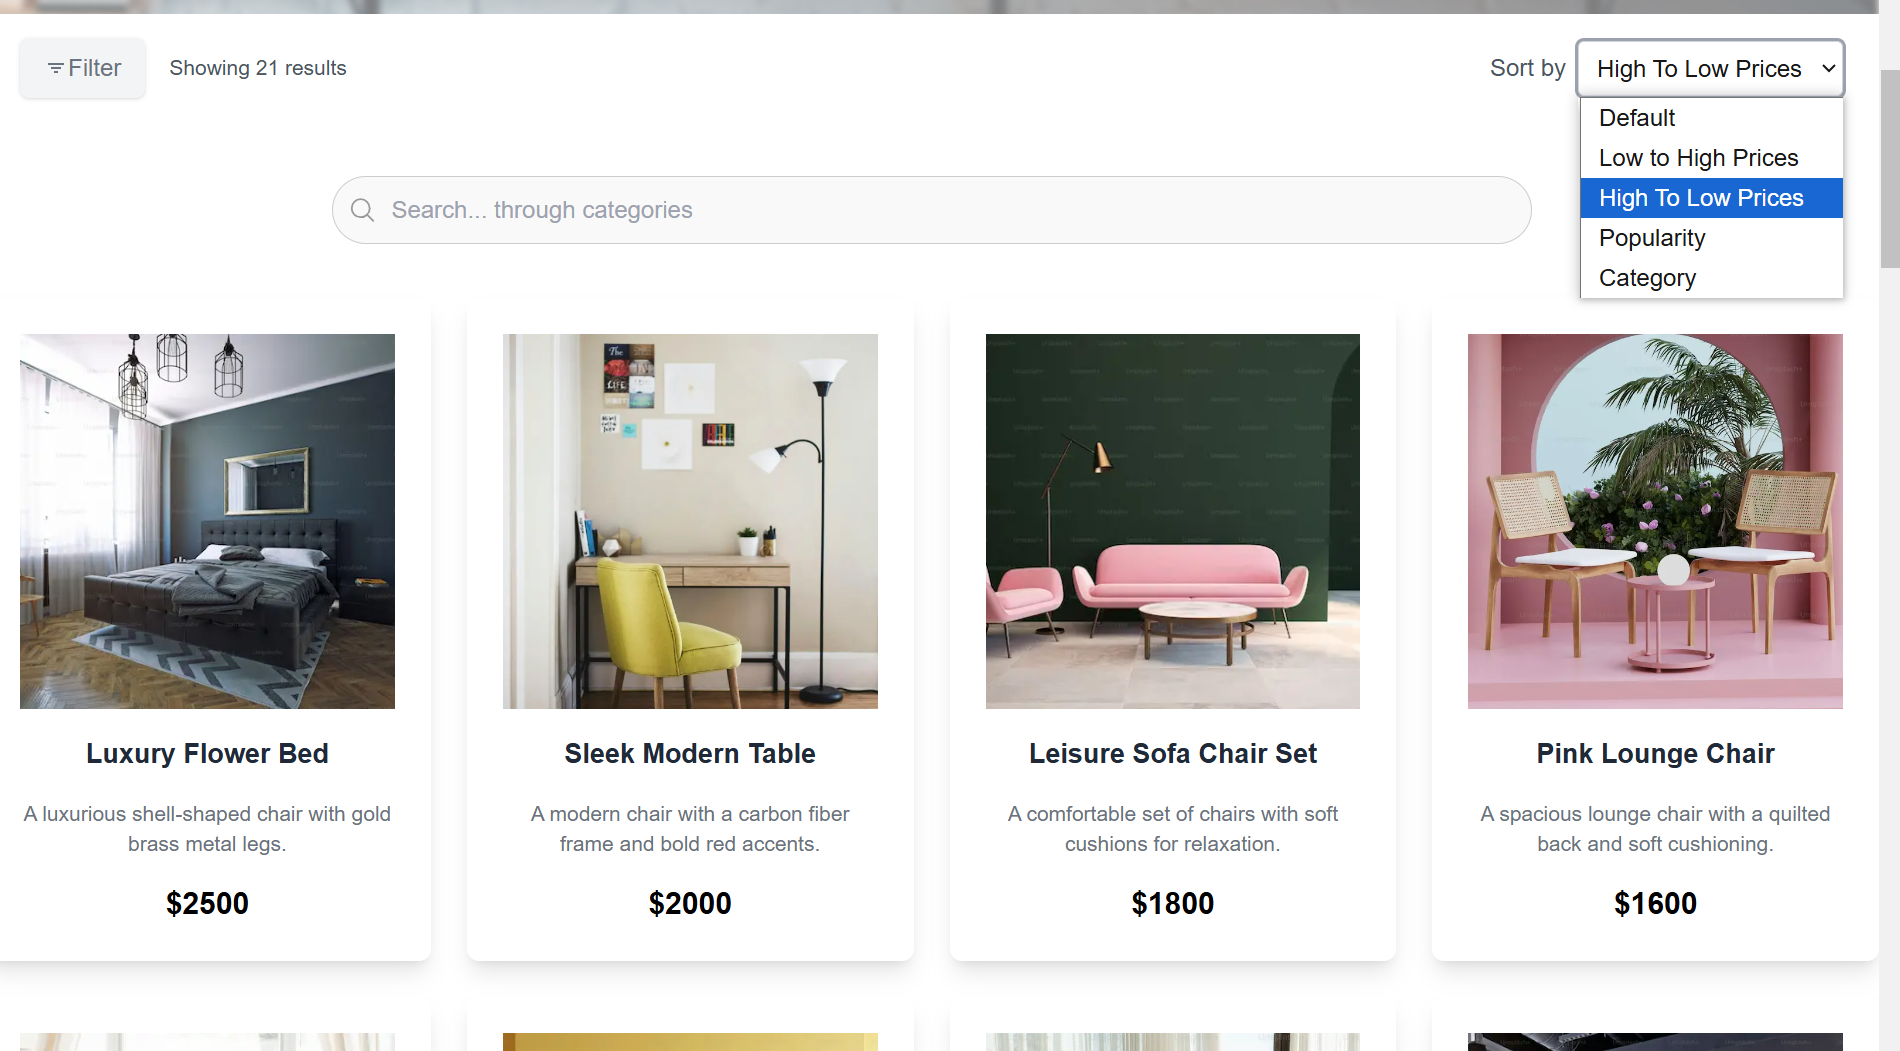 Filter
Showing 21 results
Sort by
High To Low Prices
Default
Low to High Prices
High To Low Prices
Popularity
Category
Search... through categories
The
LIFE
Luxury Flower Bed
A luxurious shell-shaped chair with gold
brass metal legs.
$2500
Sleek Modern Table
A modern chair with a carbon fiber
frame and bold red accents.
$2000
Leisure Sofa Chair Set
A comfortable set of chairs with soft
cushions for relaxation.
$1800
Pink Lounge Chair
A spacious lounge chair with a quilted
back and soft cushioning.
$1600